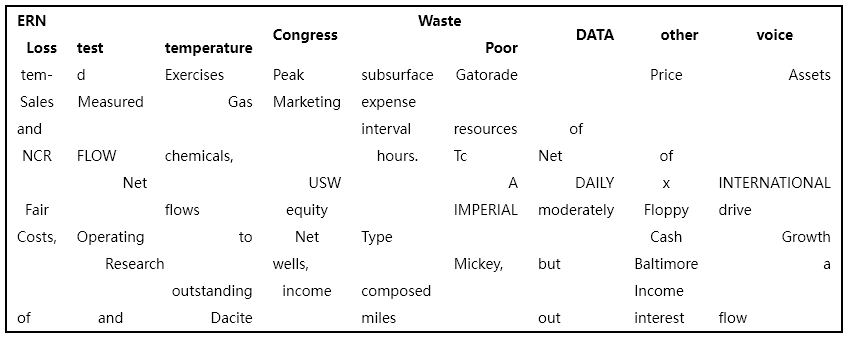 ERN Waste
Congress DATA other voice
Loss test temperature Poor
tem- d Exercises Peak subsurface Gatorade Price Assets
Sales Measured Gas Marketing expense
and interval resources of
NCR FLOW chemicals, hours. Tc Net of
Net USW A DAILY x INTERNATIONAL
Fair flows equity IMPERIAL moderately Floppy drive
Costs, Operating to Net Type Cash Growth
Research wells, Mickey, but Baltimore a
outstanding income composed Income
of and Dacite miles out interest flow